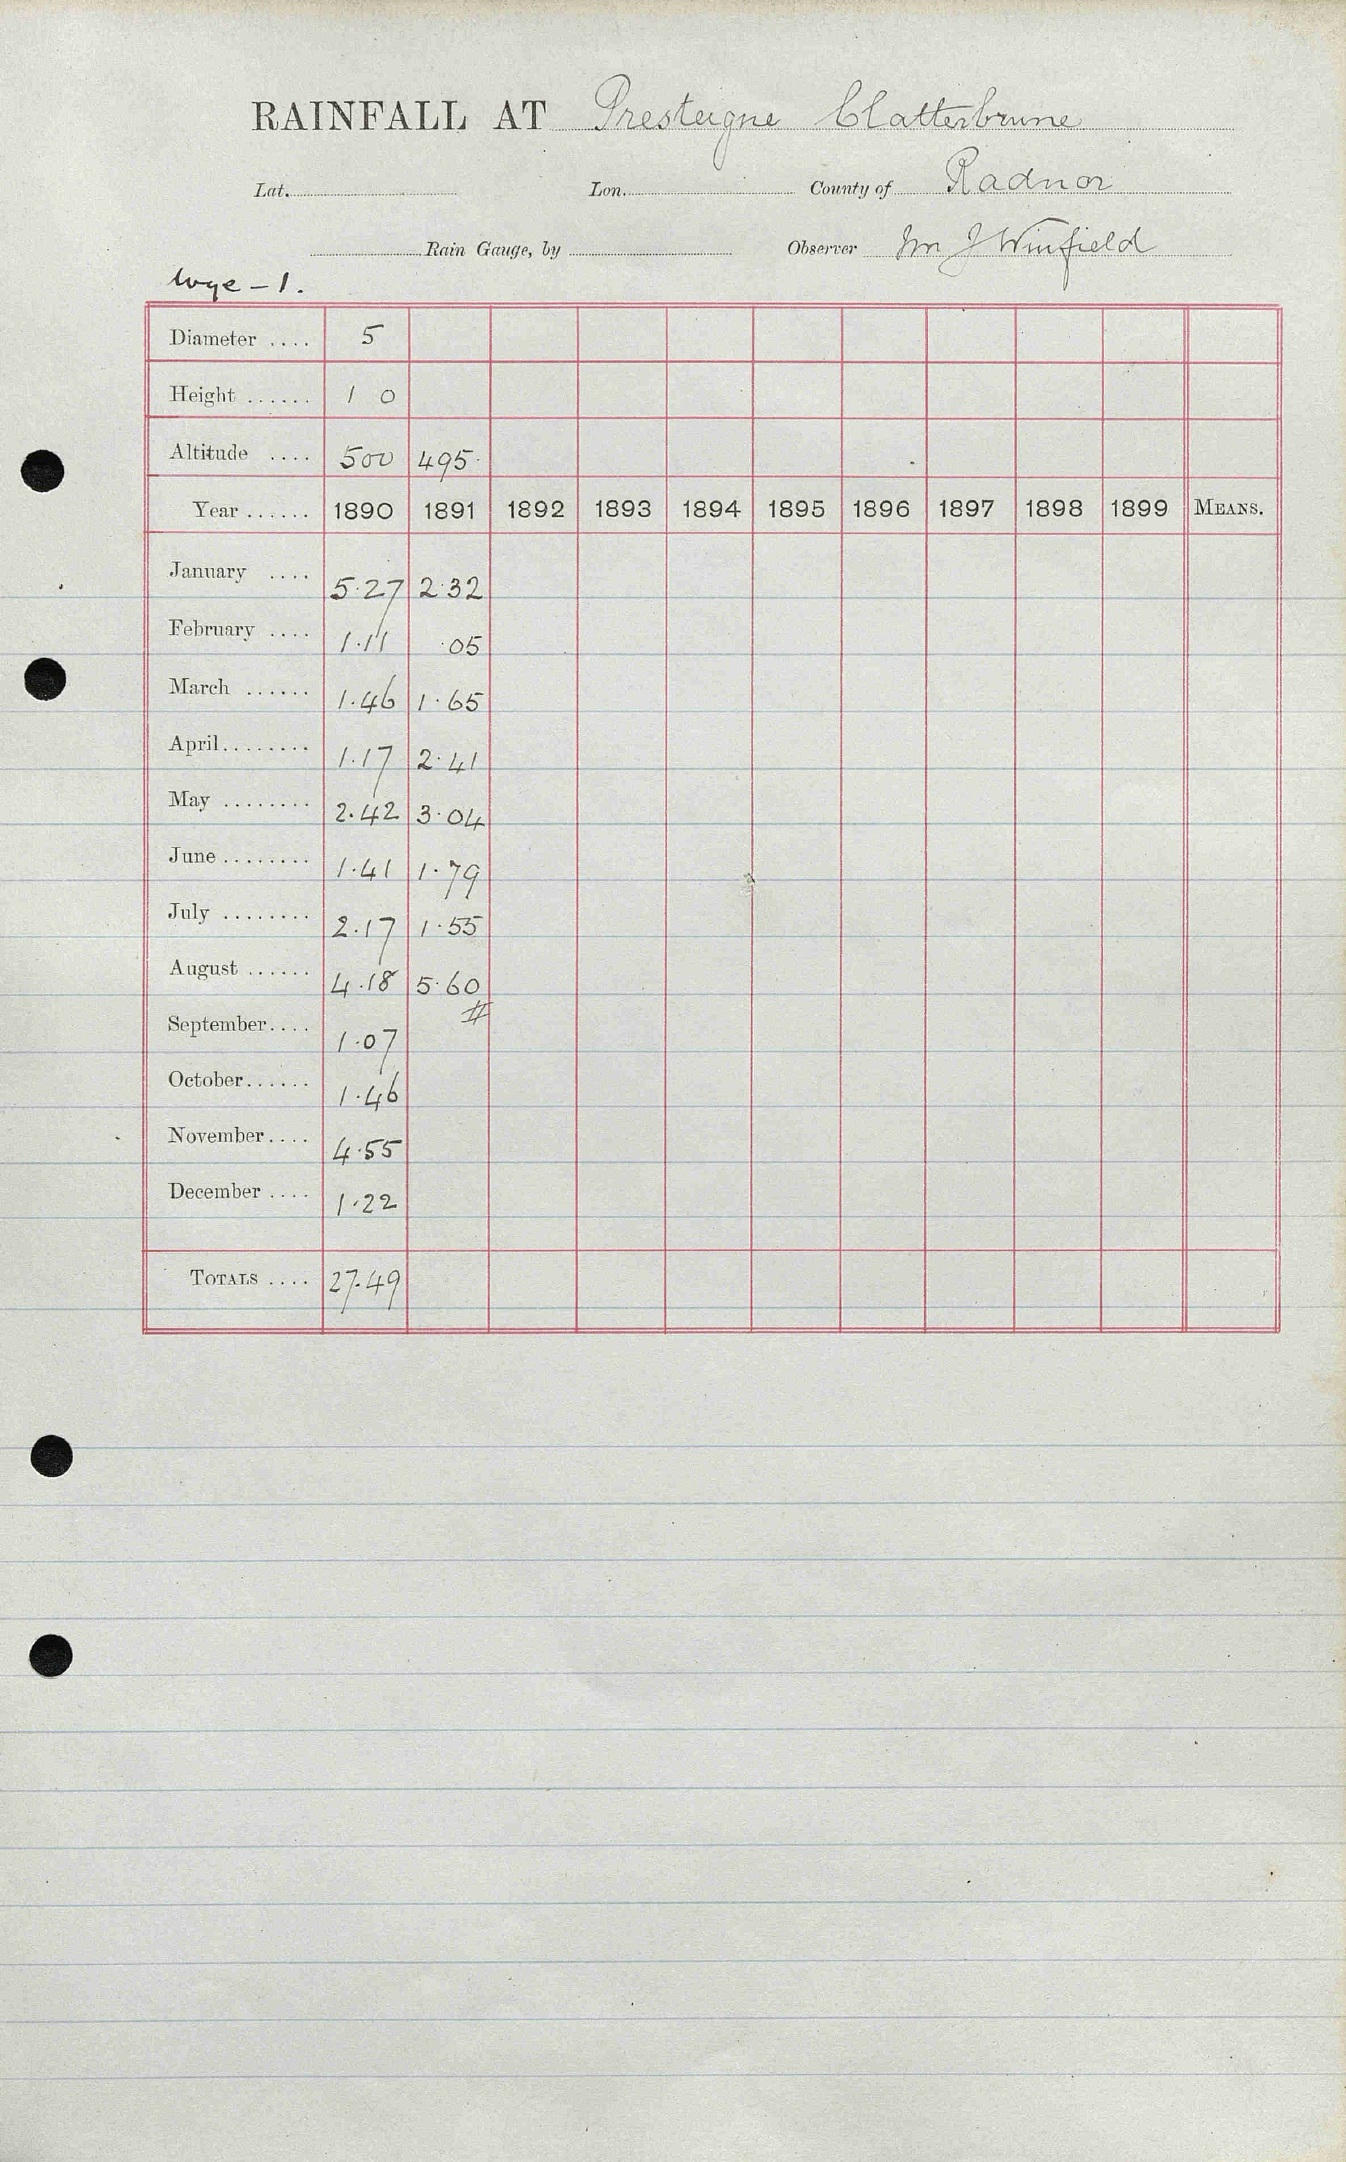 RAINFALL AT Presteigne Clatterbrune
Lat. Lon. County of Radnor
Rain Gauge, by Observer Wm J Winfield
Wye - 1.
Diameter .... 5
Height ...... 1 0
Altitude .... 500 495
Year ...... 1890 1891 1892 1893 1894 1895 1896 1897 1898 1899 MEANS.
January .... 5.27 2.32
February .... 1.11 .05
March ...... 1.46 1.65
April........ 1.17 2.41
May ........ 2.42 3.04
June ........ 1.41 1.79
July ........ 2.17 1.55
August ...... 4.18 5.60
#
September.... 1.07
October...... 1.46
November.... 4.55
December .... 1.22
TOTALS .... 27.49